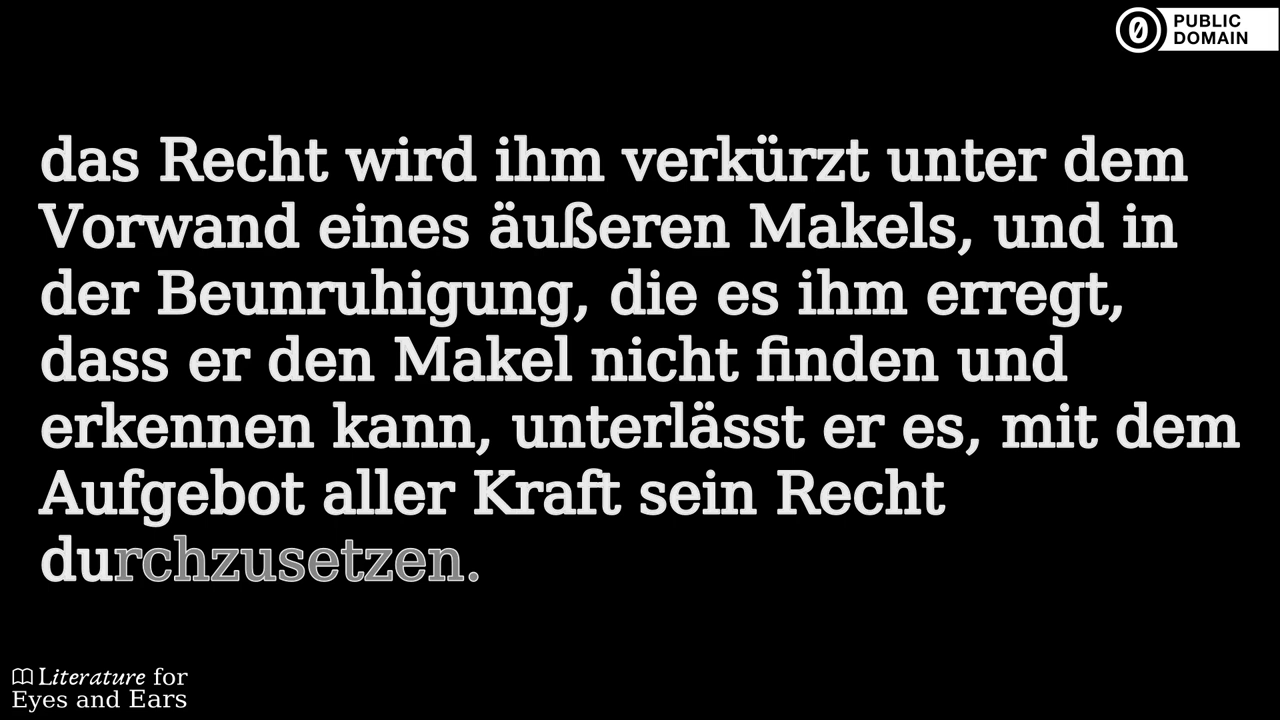 PUBLIC
DOMAIN
das Recht wird ihm verkürzt unter dem
Vorwand eines äußeren Makels, und in
der Beunruhigung, die es ihm erregt,
dass er den Makel nicht finden und
erkennen kann, unterlässt er es, mit dem
Aufgebot aller Kraft sein Recht
durchzusetzen.
Literature for
Eyes and Ears